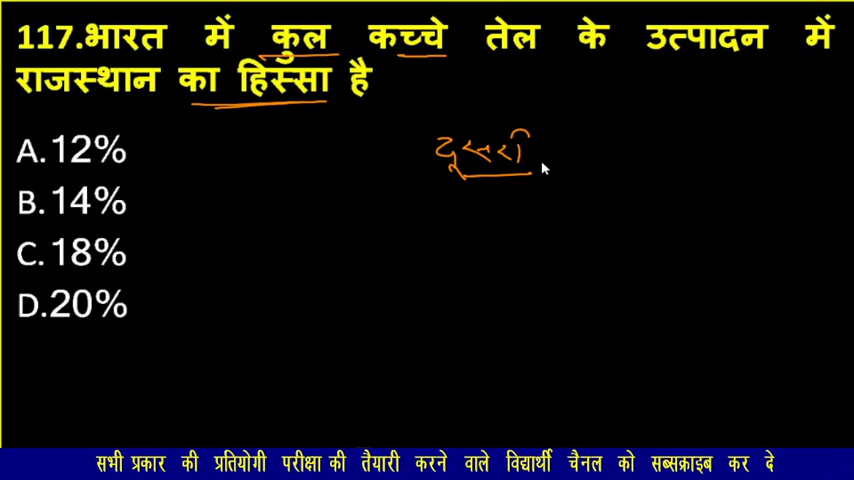 117.भारत में कुल कच्चे तेल के उत्पादन में
राजस्थान का हिस्सा है
A.12%
दूसरा
B.14%
C.18%
D.20%
सभी प्रकार की प्रतियोगी परीक्षा की तैयारी करने वाले विद्यार्थी चैनल को सब्सक्राइब कर दे